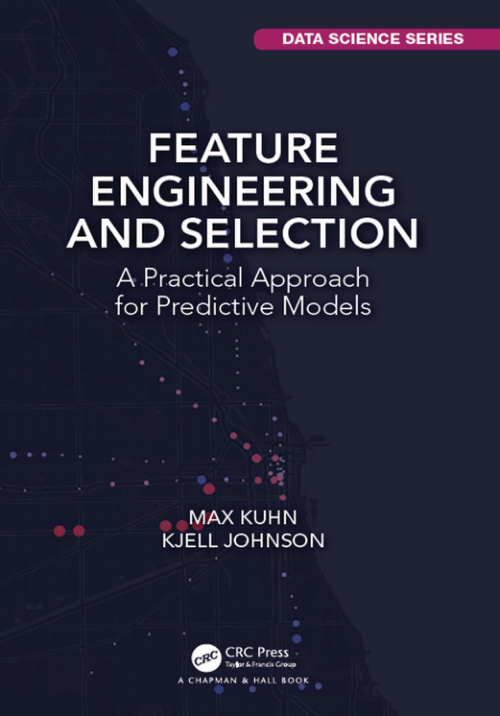 DATA SCIENCE SERIES
FEATURE
ENGINEERING
AND SELECTION
A Practical Approach
for Predictive Models
MAX KUHN
KJELL JOHNSON
CRC
CRC Press
Taylor & Francis Group
A CHAPMAN & HALL BOOK